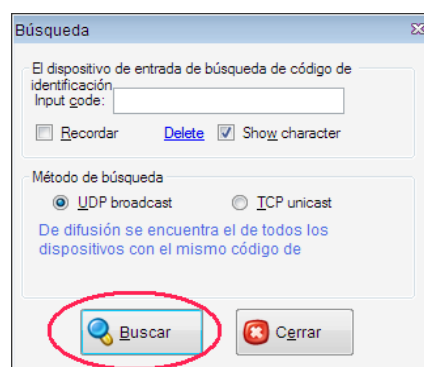 Búsqueda
El dispositivo de entrada de búsqueda de código de
identificación
Input code:
Recordar Delete Show character
Método de búsqueda
UDP broadcast TCP unicast
De difusión se encuentra el de todos los
dispositivos con el mismo código de
Buscar Cerrar